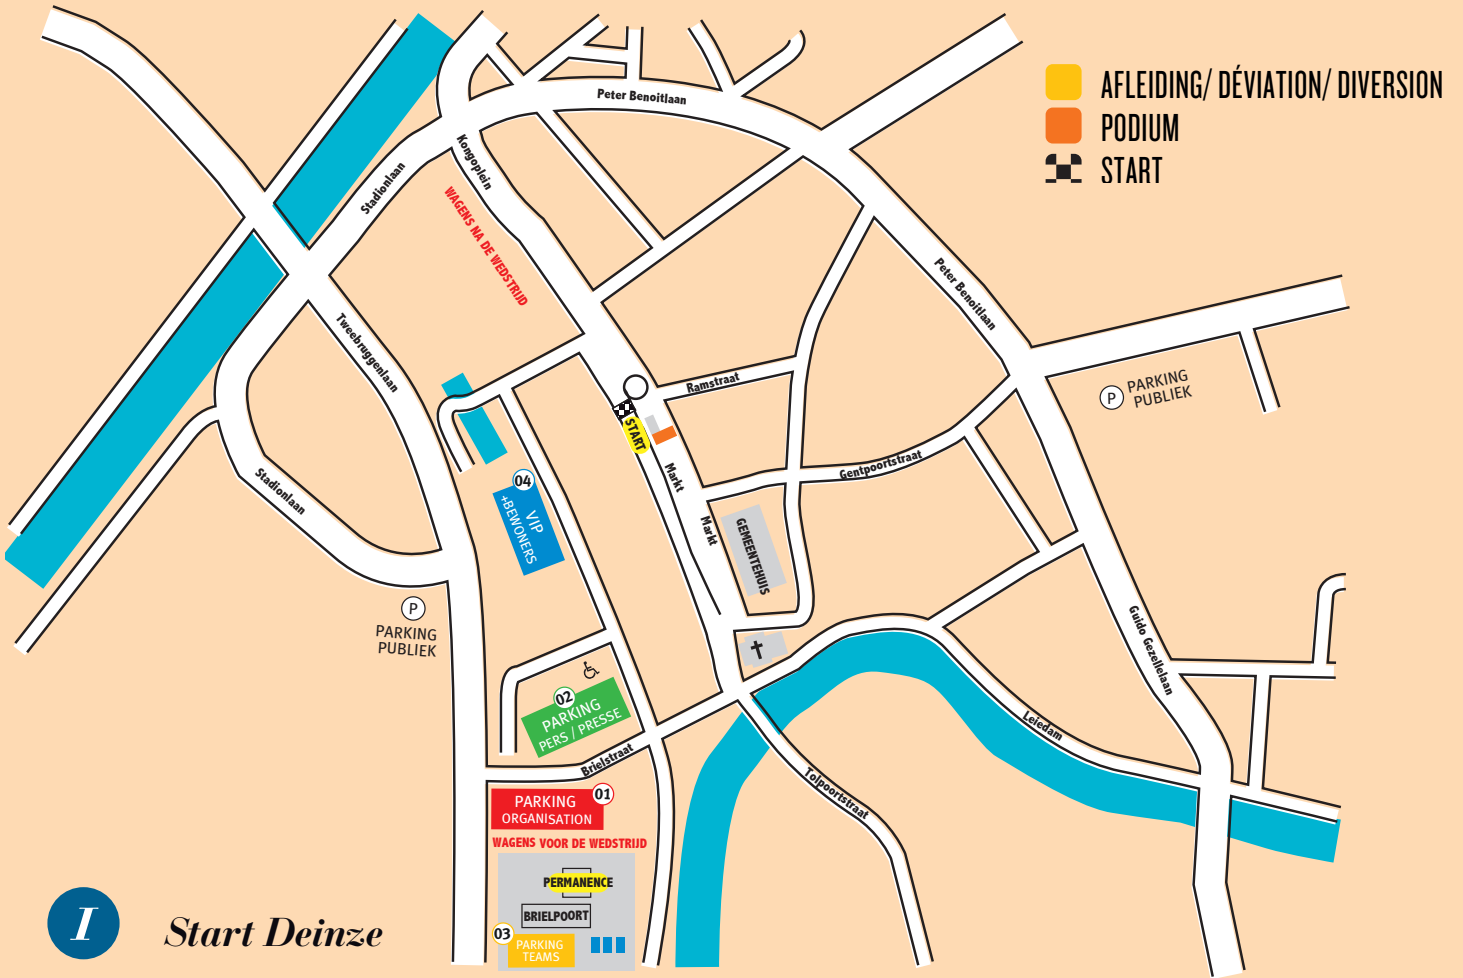 AFLEIDING/ DÉVIATION/ DIVERSION
PODIUM
START
Peter Benoitlaan
Kongoplein
Stadionlaan
WAGENS NA DE WEDSTRIJD
Peter Benoitlaan
Tweebruggenlaan
Ramstraat
PARKING
PUBLIEK
P
START
Markt
Gentpoortstraat
Stadionlaan
04
VIP
+BEWONERS
Markt
GEMEENTEHUIS
P
PARKING
PUBLIEK
Guido Gezellelaan
02
PARKING
PERS / PRESSE
Brielstraat
Leiedam
Tolpoortstraat
01
PARKING
ORGANISATION
WAGENS VOOR DE WEDSTRIJD
PERMANENCE
BRIELPOORT
03
PARKING
TEAMS
I
Start Deinze